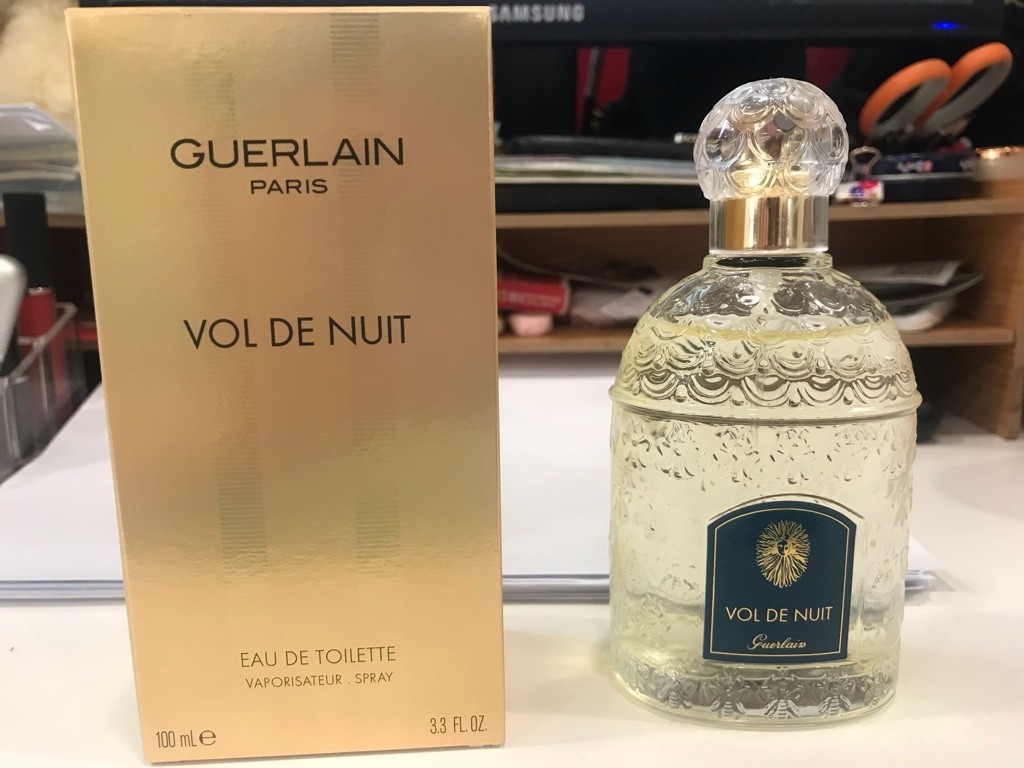 SAMSUNG
GUERLAIN
PARIS
VOL DE NUIT
EAU DE TOILETTE
VAPORISATEUR . SPRAY
100 mL e
3.3 FL. OZ.
VOL DE NUIT
Guerlain